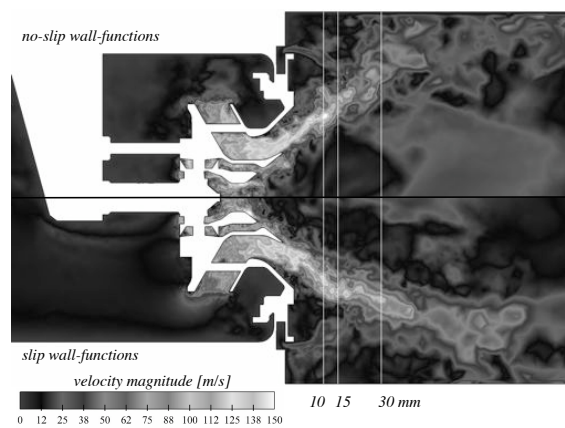 no-slip wall-functions
slip wall-functions
velocity magnitude [m/s]
10 15 30 mm
0 12 25 38 50 62 75 88 100 112 125 138 150